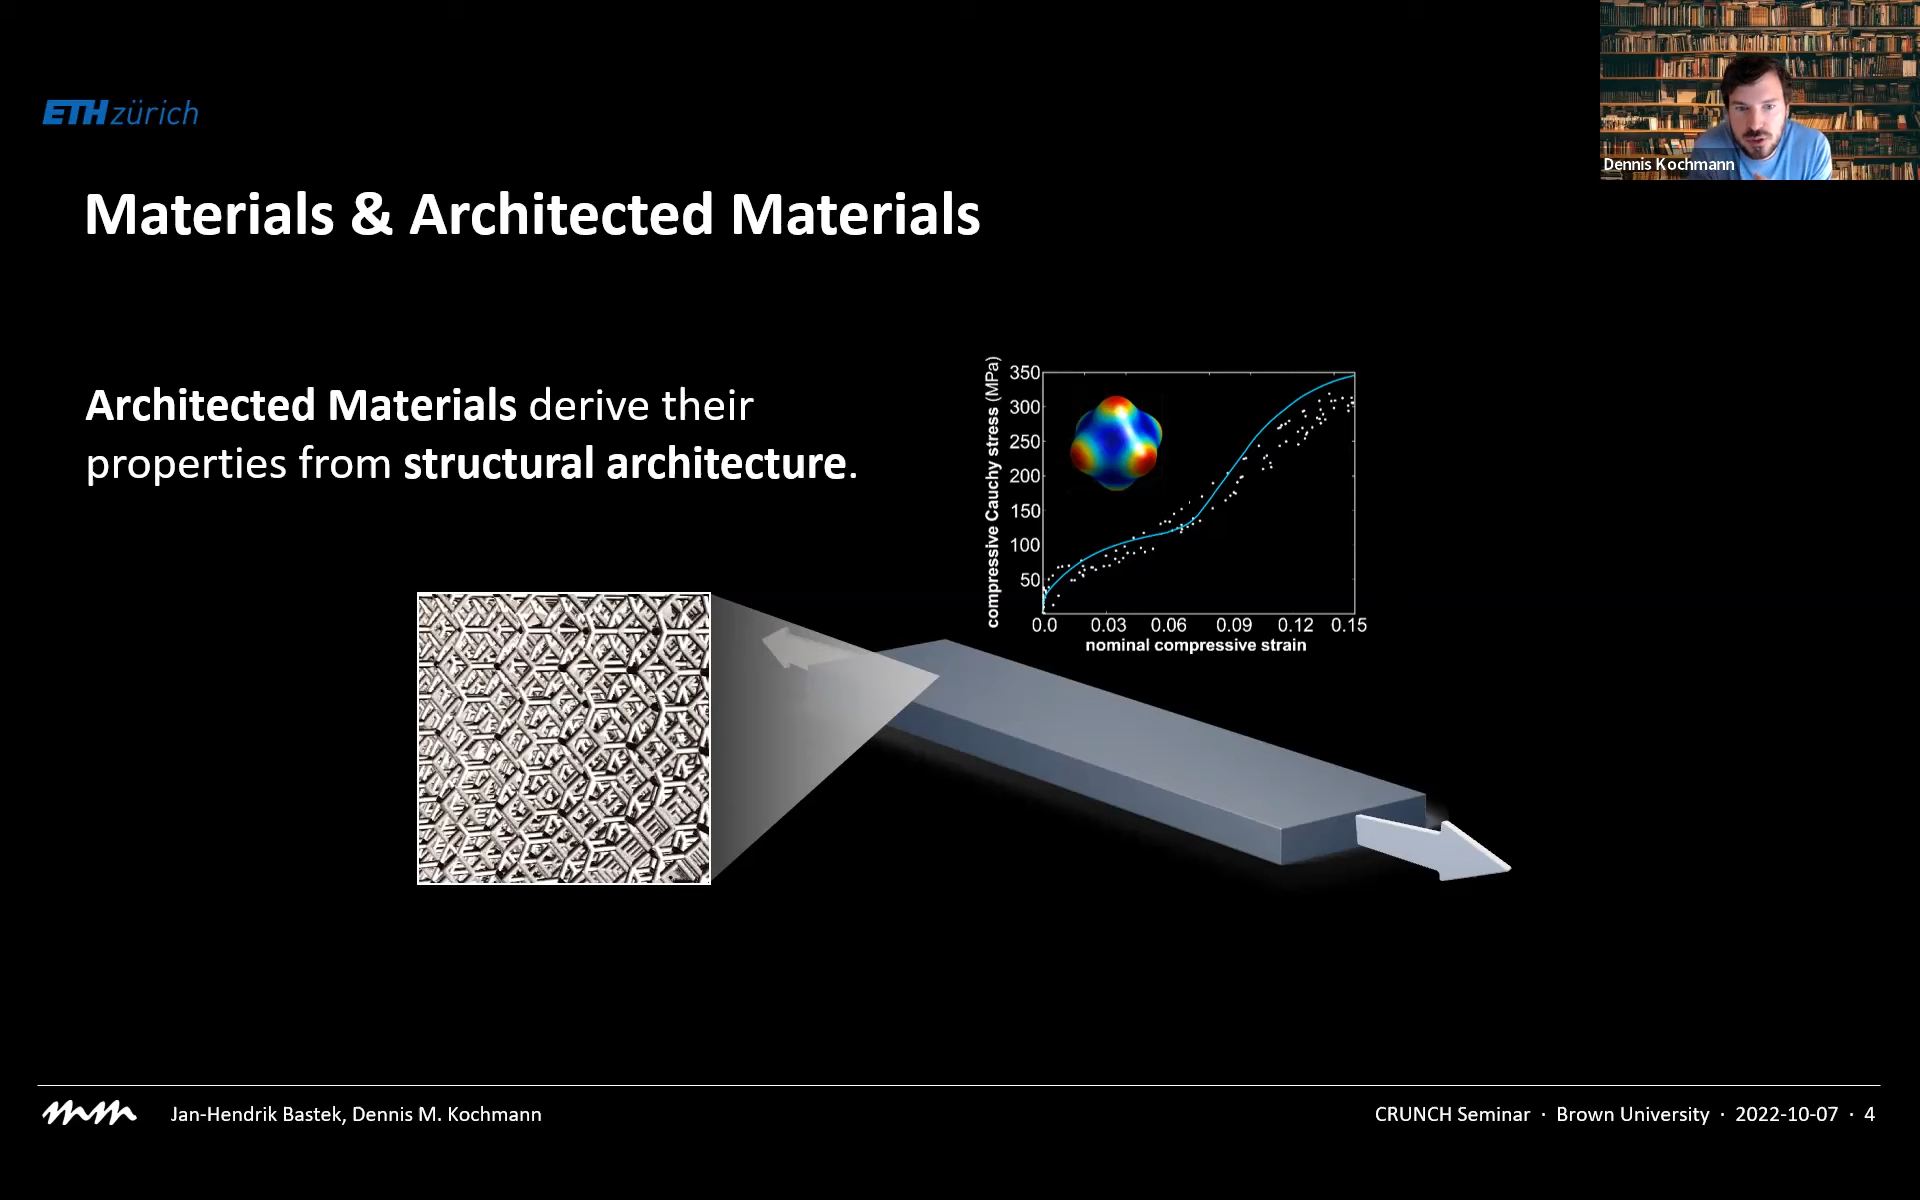 ETH zürich
Dennis Kochmann
Materials & Architected Materials
Architected Materials derive their
properties from structural architecture.
compressive Cauchy stress (MPa)
350
300
250
200
150
100
50
0.0 0.03 0.06 0.09 0.12 0.15
nominal compressive strain
mm Jan-Hendrik Bastek, Dennis M. Kochmann
CRUNCH Seminar · Brown University · 2022-10-07 · 4